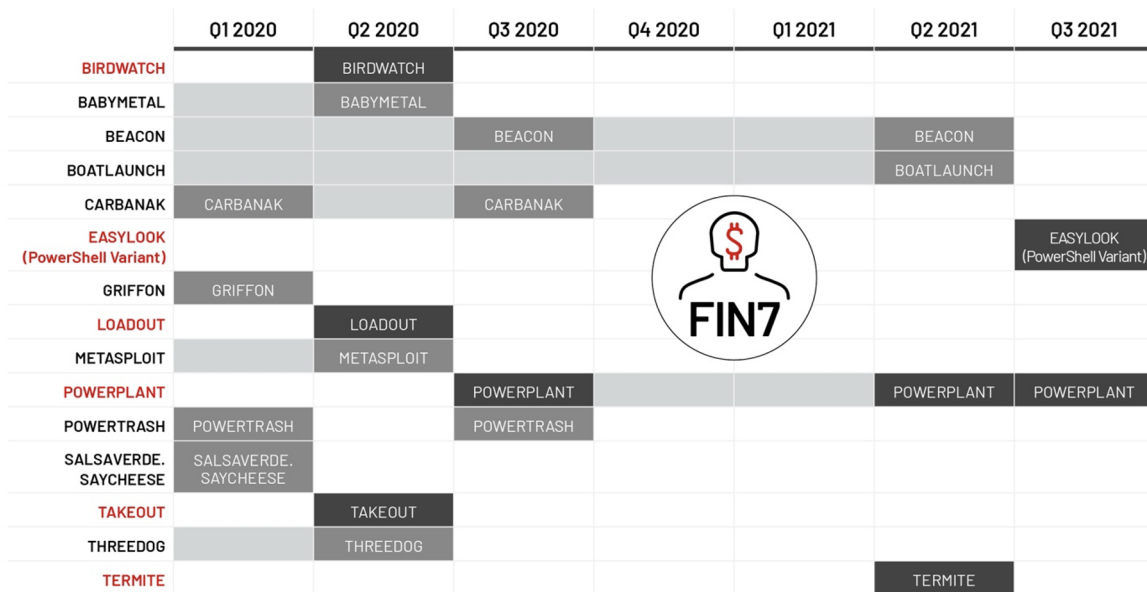 Q1 2020 Q2 2020 Q3 2020 Q4 2020 Q1 2021 Q2 2021 Q3 2021
BIRDWATCH BIRDWATCH
BABYMETAL BABYMETAL
BEACON BEACON BEACON
BOATLAUNCH BOATLAUNCH
CARBANAK CARBANAK CARBANAK
EASYLOOK EASYLOOK
(PowerShell Variant) (PowerShell Variant)
$
GRIFFON GRIFFON
FIN7
LOADOUT LOADOUT
METASPLOIT METASPLOIT
POWERPLANT POWERPLANT POWERPLANT POWERPLANT
POWERTRASH POWERTRASH POWERTRASH
SALSAVERDE. SALSAVERDE.
SAYCHEESE SAYCHEESE
TAKEOUT TAKEOUT
THREEDOG THREEDOG
TERMITE TERMITE